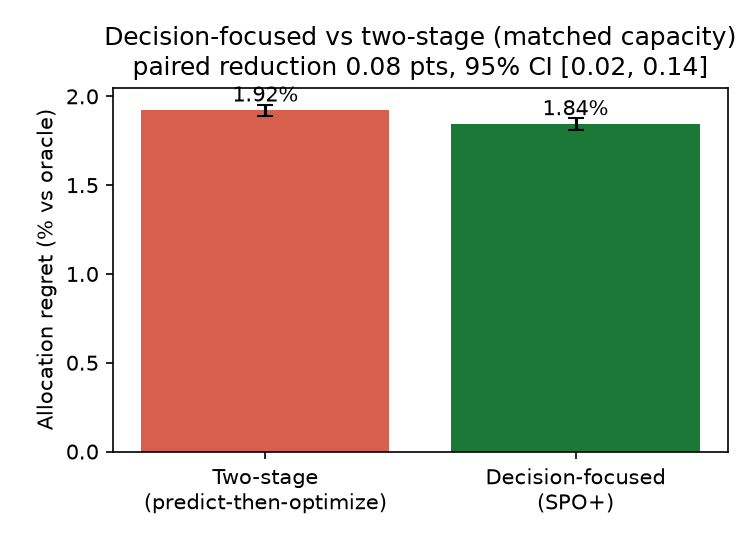 Decision-focused vs two-stage (matched capacity)
paired reduction 0.08 pts, 95% CI [0.02, 0.14]
Allocation regret (% vs oracle)
2.0
1.5
1.0
0.5
0.0
1.92%
1.84%
Two-stage
(predict-then-optimize)
Decision-focused
(SPO+)